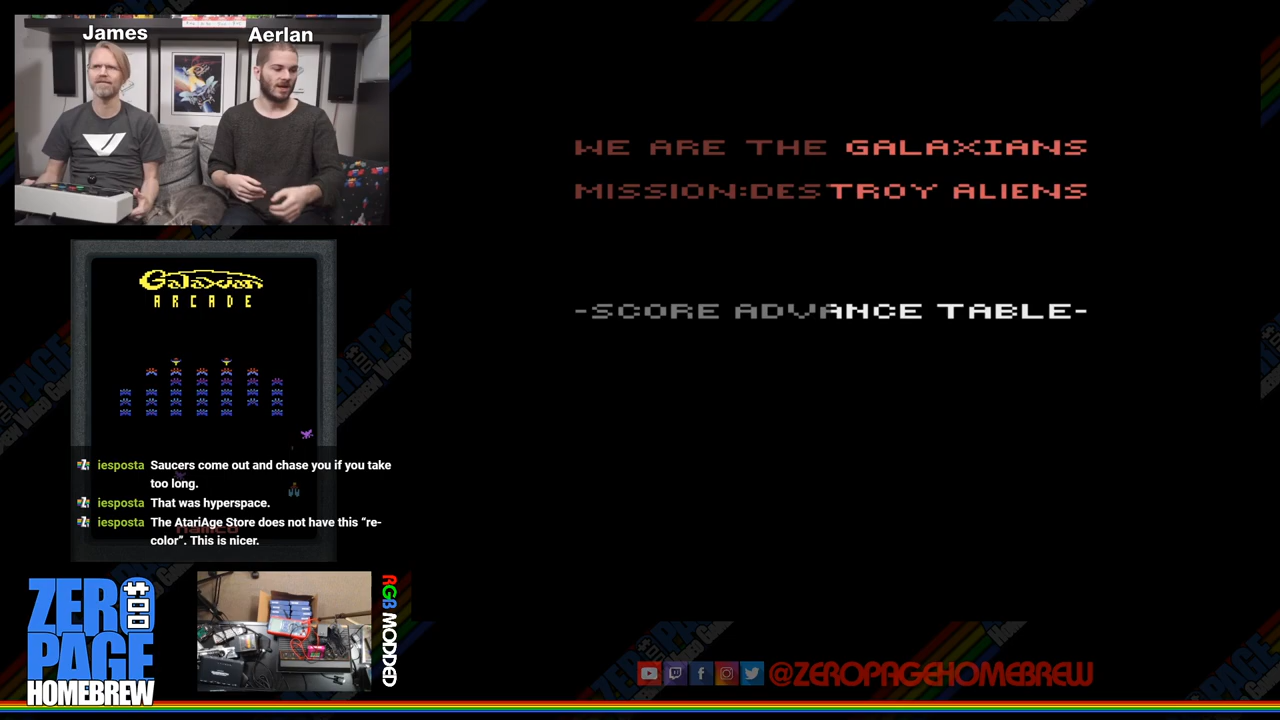 James
Aerlan
WE ARE THE GALAXIANS
MISSION:DESTROY ALIENS
-SCORE ADVANCE TABLE-
Galaxian
ARCADE
iesposta Saucers come out and chase you if you take
too long.
iesposta That was hyperspace.
iesposta The AtariAge Store does not have this “re-
color”. This is nicer.
namco
ZERO
PAGE
HOMEBREW
RGB MODDED
@ZEROPAGEHOMEBREW